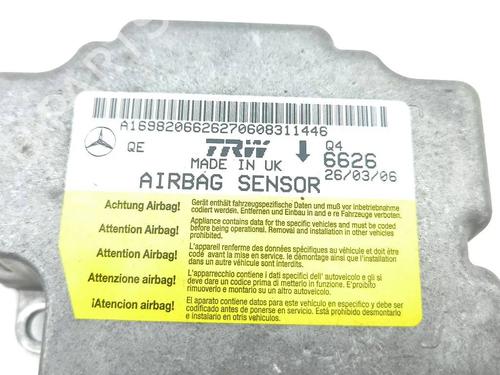 A1698206626270608311446
QE TRW Q4
MADE IN UK 6626
AIRBAG SENSOR 26/03/06
Achtung Airbag! Gerät enthält fahrzeugspezifische Daten und muß vor inbetriebnahme
codiert werden. Entfernen und Einbau in and e re Fahrzeuge verboten.
Attention Airbag! Appliance contains data for the specific vehicles and must be coded
before being operational. Removal and installation in other vehicles
prohibited.
Attention Airbag! L'appareil renferme des données spécifiques au véhicule et doit être
codé avant la mise en service. le démontage ainsi que l'installation
dans un autre véhicule sont interdits.
Attenzione airbag! L'apparecchio contiene i dati specifici dell' autoveicolo e gli si
deve dare un codice prima di metterlo in funzione. É proibito
rimuoverlo e montarlo su un altro autoveicolo.
¡Atencion airbag! El aparato contiene datos para este vehículo en especifico y debe ser
codificado antes de ponerse en servicio. Está prohibido
desmontarlo e instalarlo en otros vehículos.